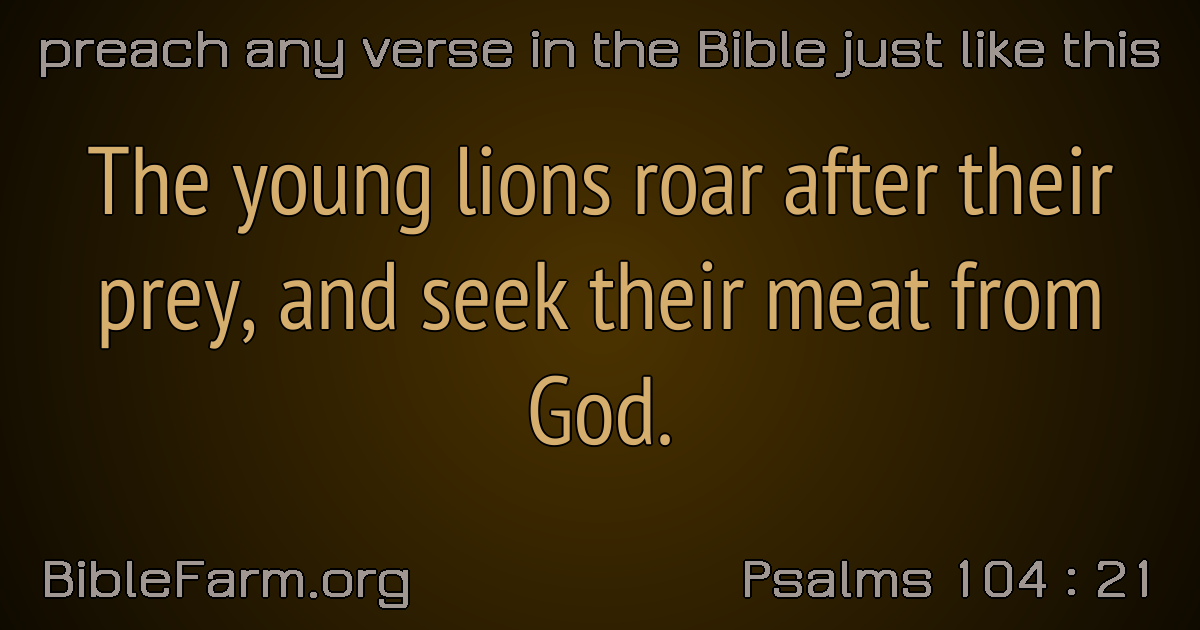 preach any verse in the Bible just like this
The young lions roar after their
prey, and seek their meat from
God.
BibleFarm.org
Psalms 104 : 21